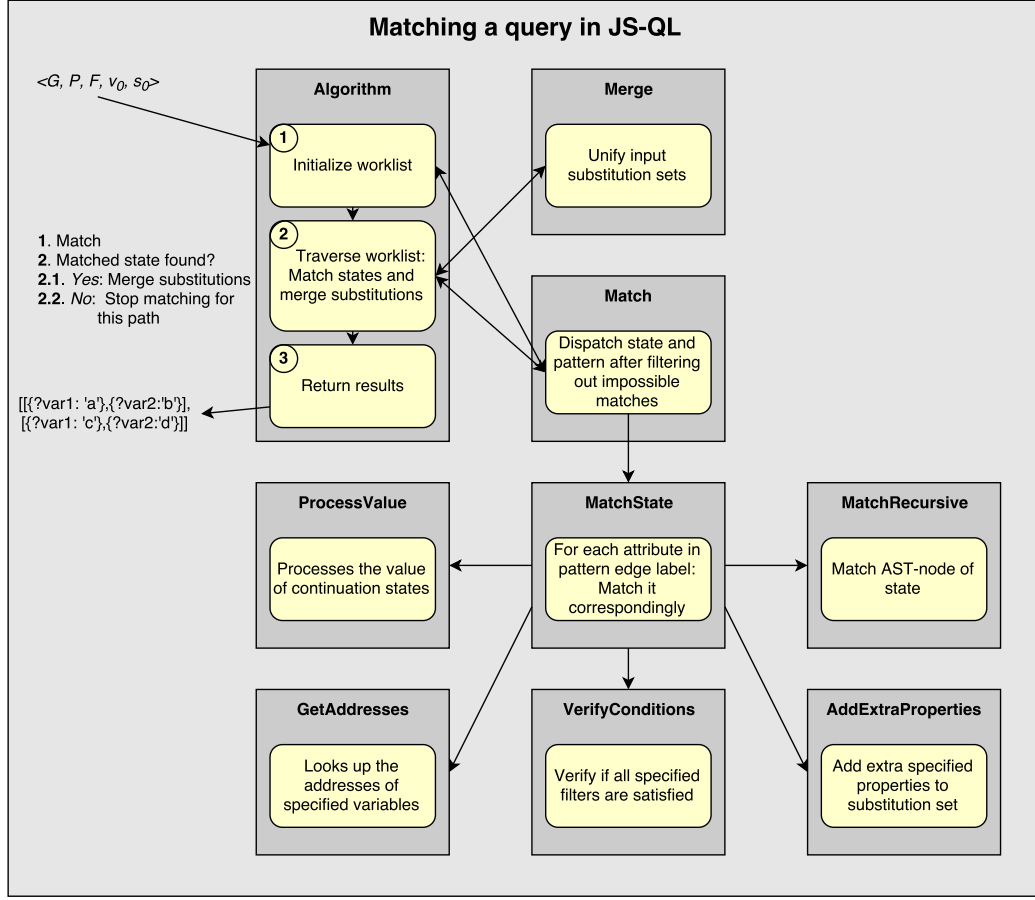 Matching a query in JS-QL
<G, P, F, v0, s0>
Algorithm
1
Initialize worklist
2
Traverse worklist:
Match states and
merge substitutions
3
Return results
Merge
Unify input
substitution sets
1. Match
2. Matched state found?
2.1. Yes: Merge substitutions
2.2. No: Stop matching for
this path
[[{?var1: 'a'},{?var2:'b'}],
[{?var1: 'c'},{?var2:'d'}]]
Match
Dispatch state and
pattern after filtering
out impossible
matches
ProcessValue
Processes the value
of continuation states
MatchState
For each attribute in
pattern edge label:
Match it
correspondingly
MatchRecursive
Match AST-node of
state
GetAddresses
Looks up the
addresses of
specified variables
VerifyConditions
Verify if all specified
filters are satisfied
AddExtraProperties
Add extra specified
properties to
substitution set